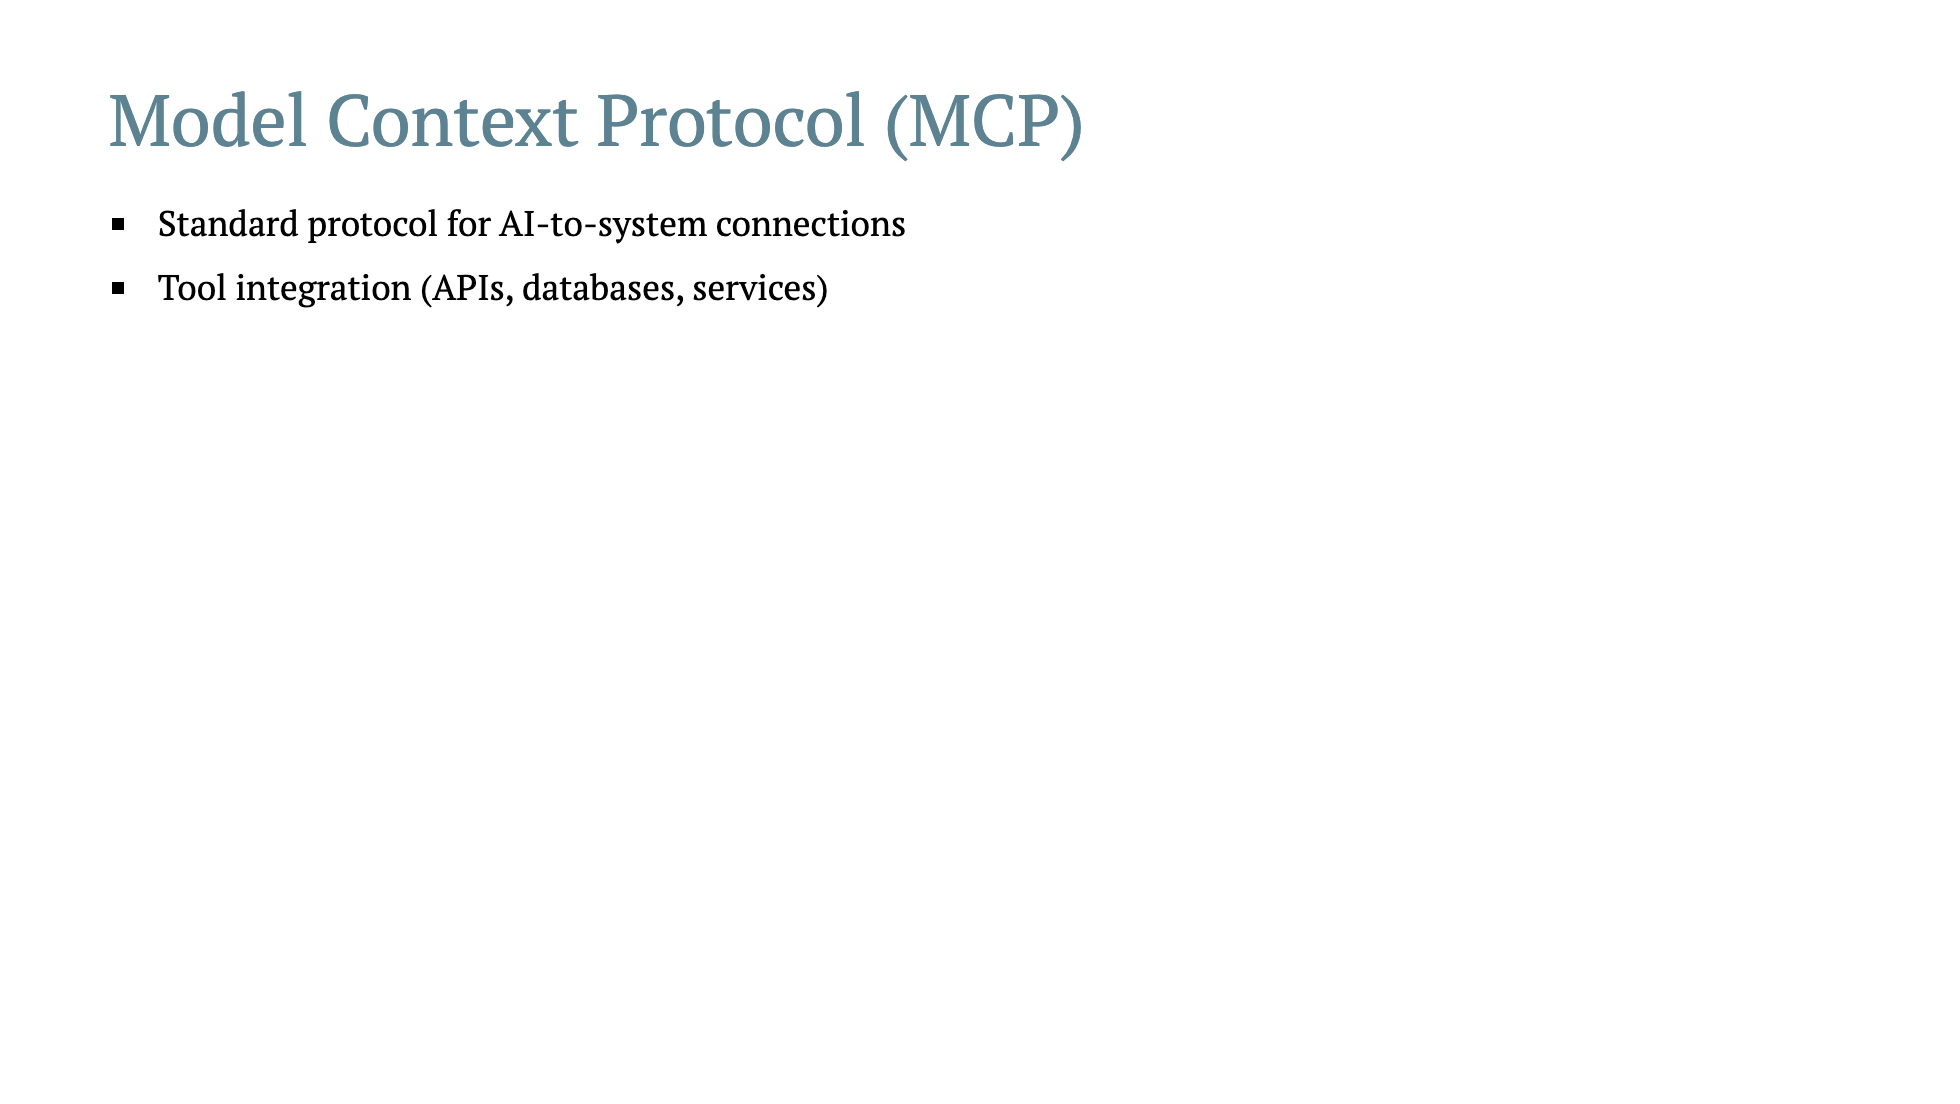 Model Context Protocol (MCP)
▪ Standard protocol for AI-to-system connections
▪ Tool integration (APIs, databases, services)